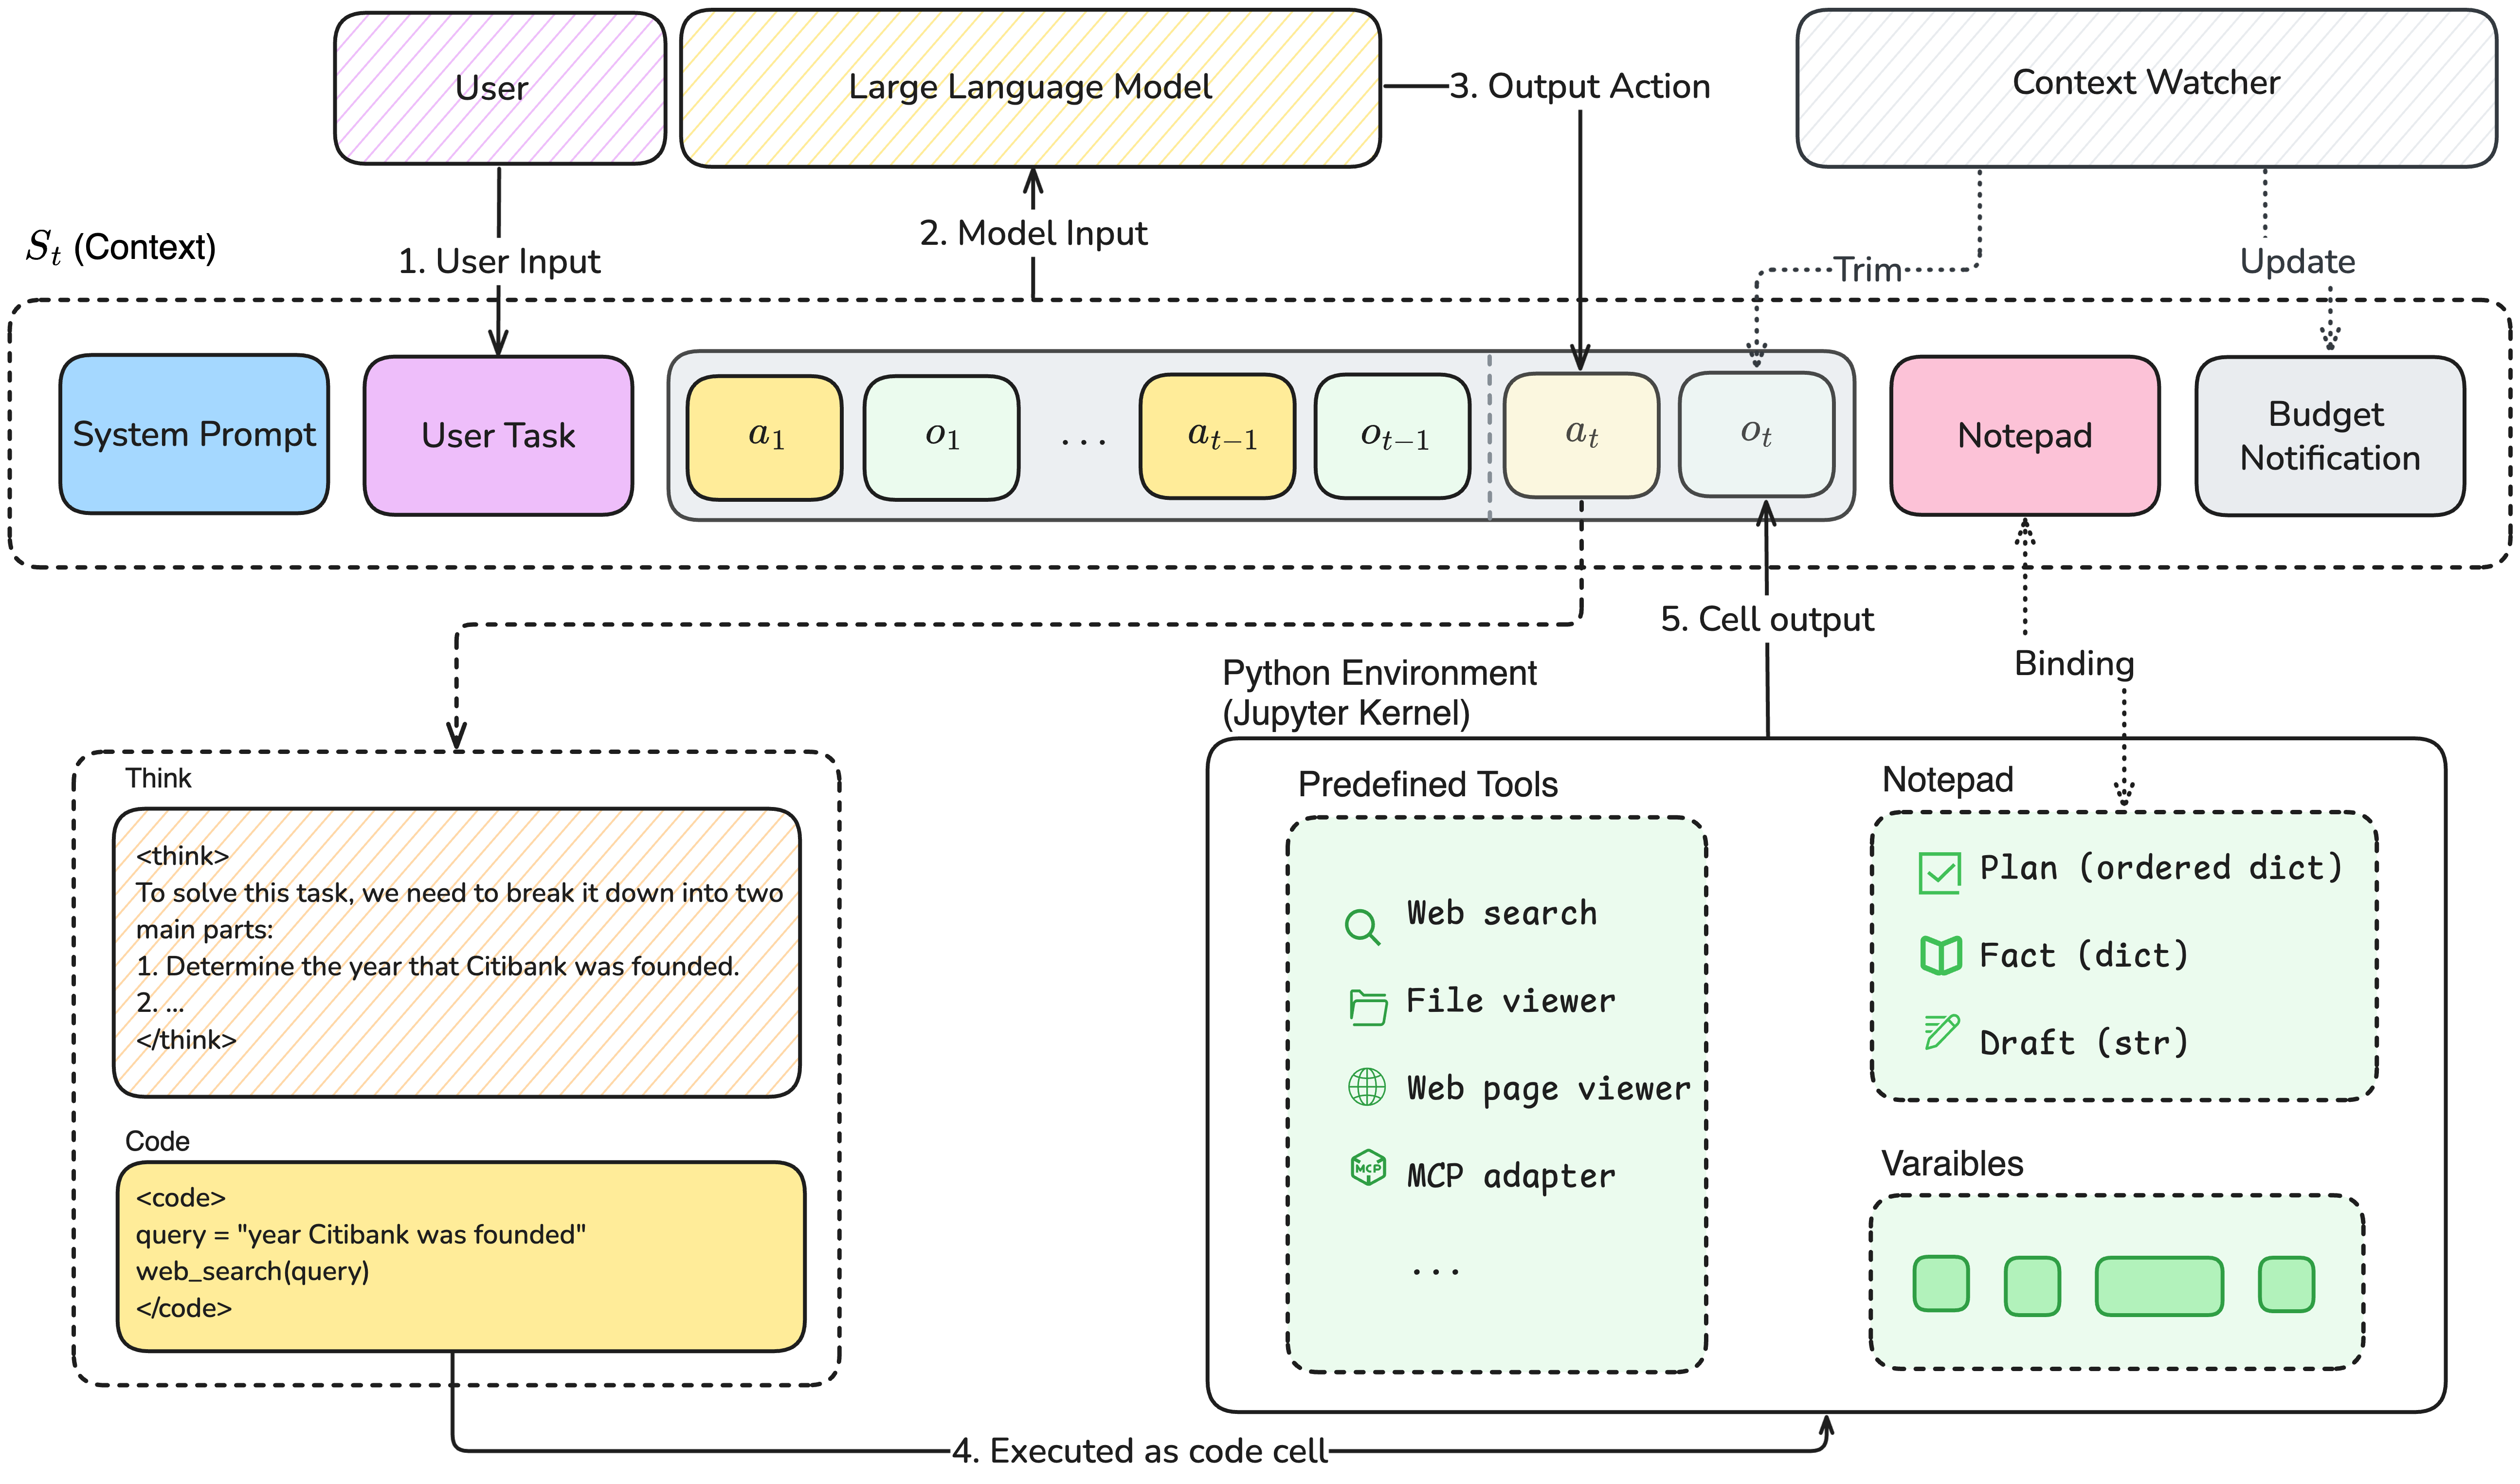 User
Large Language Model
3. Output Action
Context Watcher
S_t (Context)
1. User Input
2. Model Input
Trim
Update
System Prompt
User Task
a_1
o_1
...
a_{t-1}
o_{t-1}
a_t
o_t
Notepad
Budget
Notification
5. Cell output
Binding
Python Environment
(Jupyter Kernel)
Think
<think>
To solve this task, we need to break it down into two
main parts:
1. Determine the year that Citibank was founded.
2. ...
</think>
Code
<code>
query = "year Citibank was founded"
web_search(query)
</code>
Predefined Tools
Web search
File viewer
Web page viewer
MCP
MCP adapter
...
Notepad
Plan (ordered dict)
Fact (dict)
Draft (str)
Varaibles
4. Executed as code cell